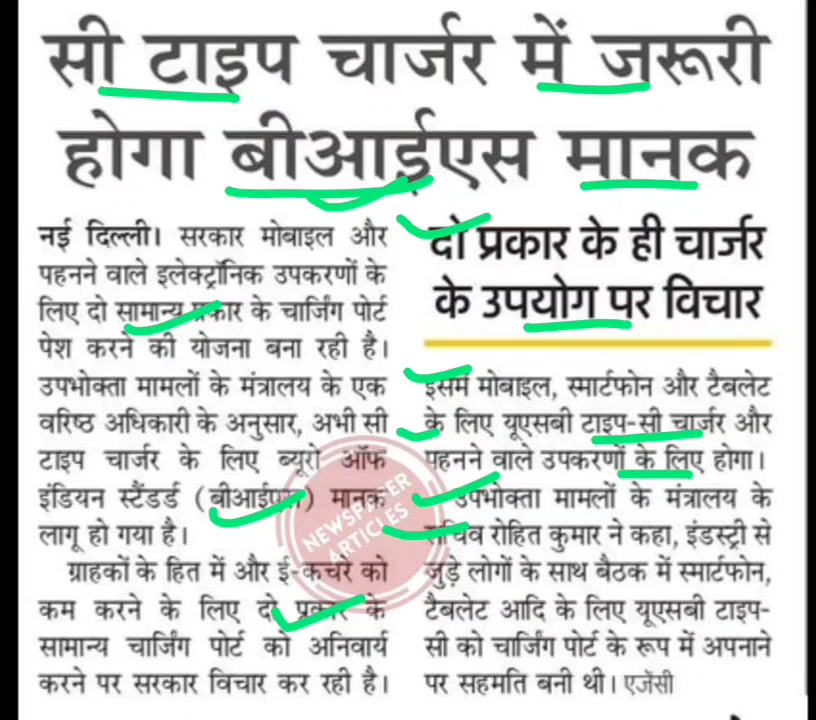 सी टाइप चार्जर में जरूरी
होगा बीआईएस मानक
नई दिल्ली। सरकार मोबाइल और
पहनने वाले इलेक्ट्रॉनिक उपकरणों के
लिए दो सामान्य प्रकार के चार्जिंग पोर्ट
पेश करने की योजना बना रही है।
उपभोक्ता मामलों के मंत्रालय के एक
वरिष्ठ अधिकारी के अनुसार, अभी सी
टाइप चार्जर के लिए ब्यूरो ऑफ
इंडियन स्टैंडर्ड (बीआईएस) मानक
लागू हो गया है।
ग्राहकों के हित में और ई-कचरे को
कम करने के लिए दो प्रकार के
सामान्य चार्जिंग पोर्ट को अनिवार्य
करने पर सरकार विचार कर रही है।
दो प्रकार के ही चार्जर
के उपयोग पर विचार
इसमें मोबाइल, स्मार्टफोन और टैबलेट
के लिए यूएसबी टाइप-सी चार्जर और
पहनने वाले उपकरणों के लिए होगा।
उपभोक्ता मामलों के मंत्रालय के
सचिव रोहित कुमार ने कहा, इंडस्ट्री से
जुड़े लोगों के साथ बैठक में स्मार्टफोन,
टैबलेट आदि के लिए यूएसबी टाइप-
सी को चार्जिंग पोर्ट के रूप में अपनाने
पर सहमति बनी थी। एजेंसी
NEWSPAPER
ARTICLES